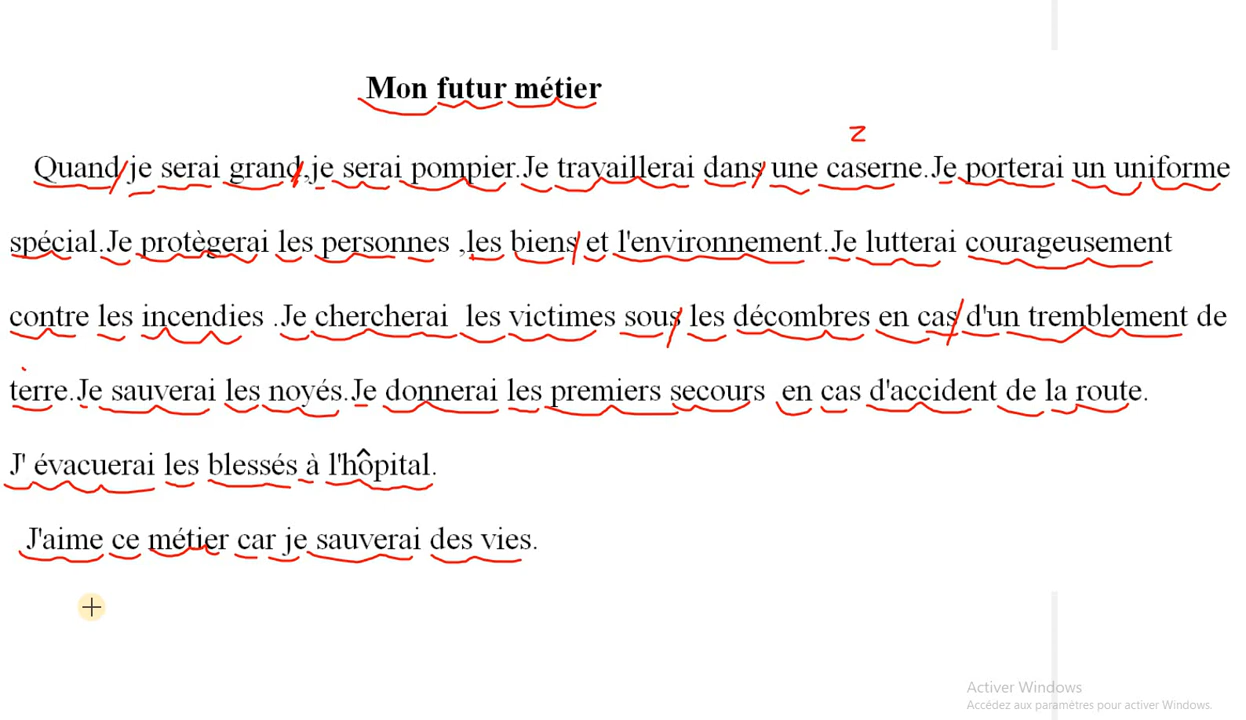 Mon futur métier
z
Quand je serai grand,je serai pompier.Je travaillerai dans une caserne.Je porterai un uniforme
spécial.Je protègerai les personnes ,les biens et l'environnement.Je lutterai courageusement
contre les incendies .Je chercherai les victimes sous les décombres en cas d'un tremblement de
terre.Je sauverai les noyés.Je donnerai les premiers secours en cas d'accident de la route.
J' évacuerai les blessés à l'hôpital.
J'aime ce métier car je sauverai des vies.
Activer Windows
Accédez aux paramètres pour activer Windows.